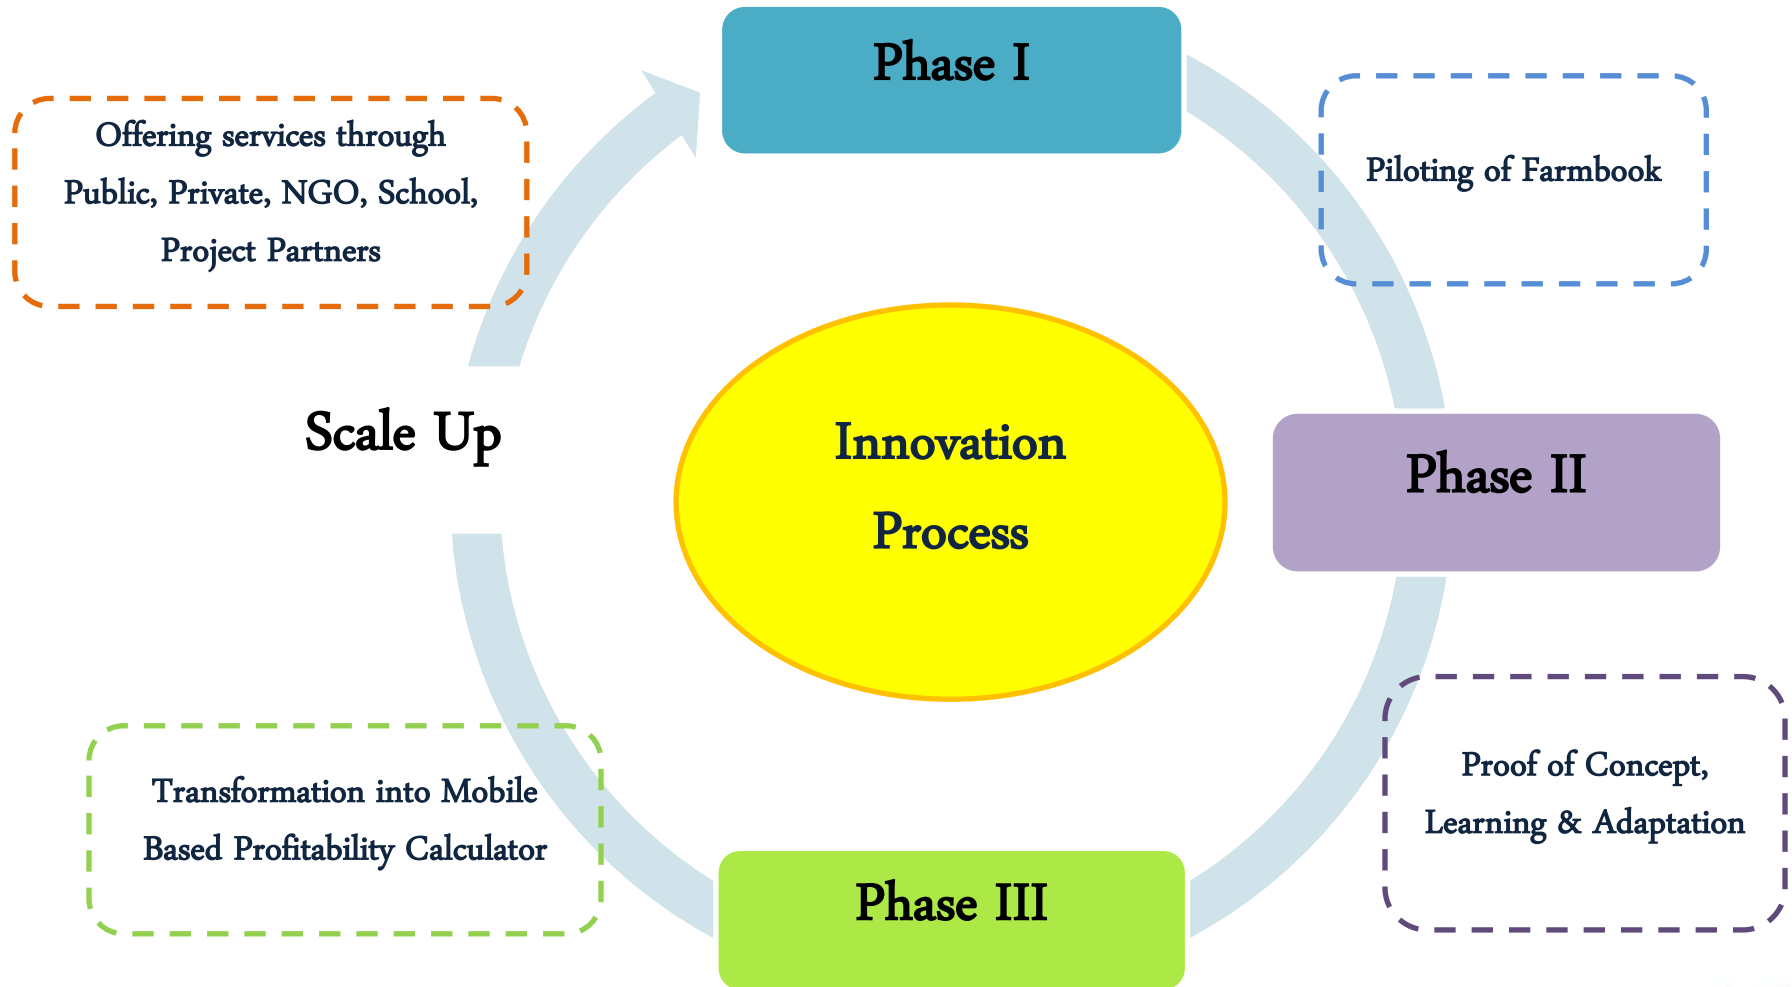 Phase I
Piloting of Farmbook
Phase II
Proof of Concept,
Learning & Adaptation
Phase III
Transformation into Mobile
Based Profitability Calculator
Scale Up
Offering services through
Public, Private, NGO, School,
Project Partners
Innovation
Process